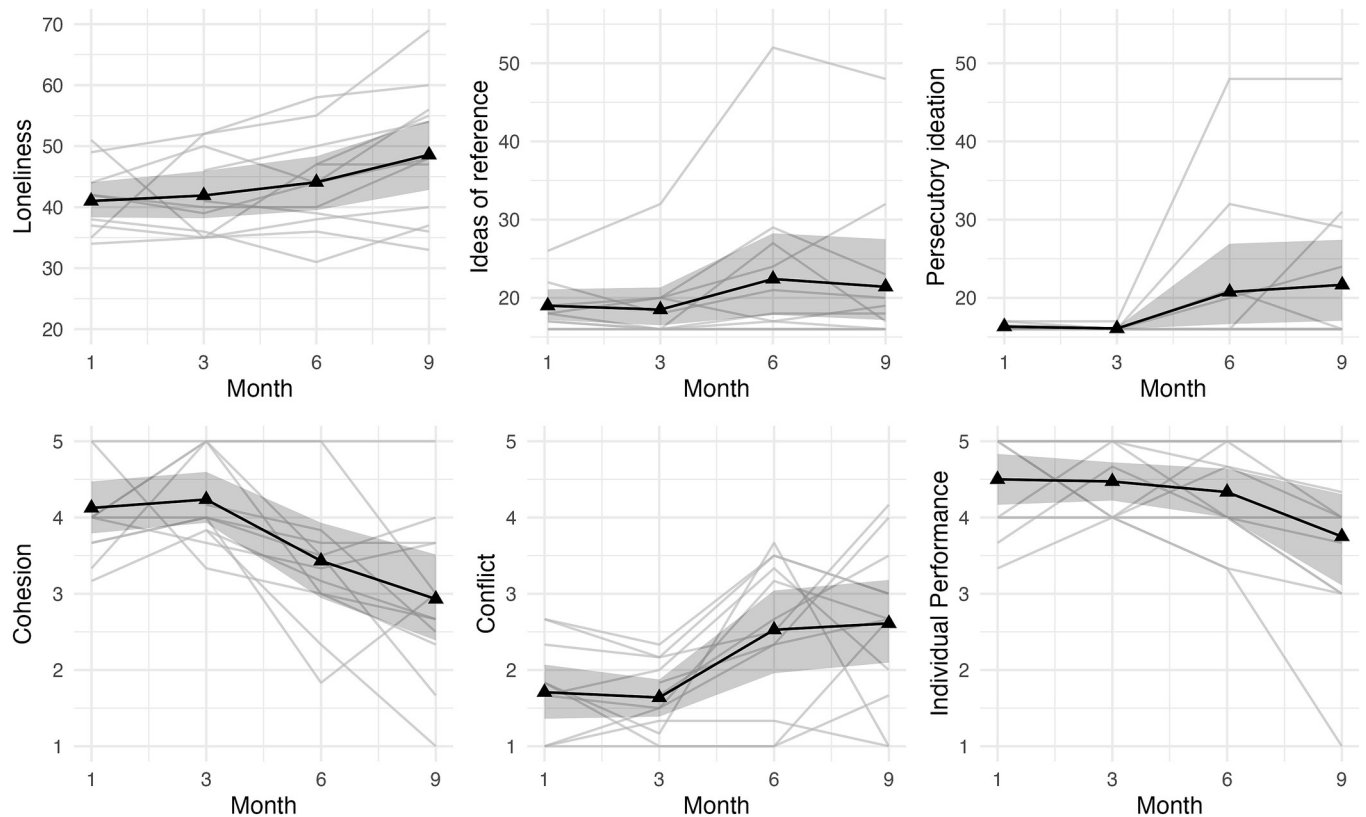 Loneliness
70
60
50
40
30
20
1 3 6 9
Month
Ideas of reference
50
40
30
20
1 3 6 9
Month
Persecutory ideation
50
40
30
20
1 3 6 9
Month
Cohesion
5
4
3
2
1
1 3 6 9
Month
Conflict
5
4
3
2
1
1 3 6 9
Month
Individual Performance
5
4
3
2
1
1 3 6 9
Month